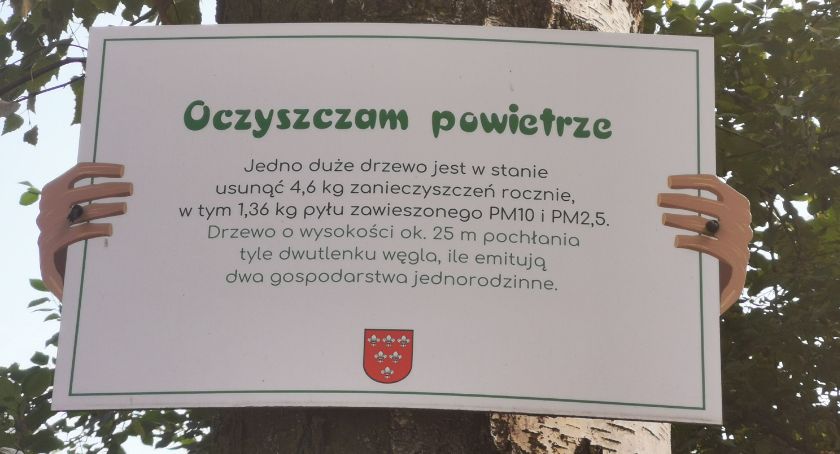 Oczyszczam powietrze
Jedno duże drzewo jest w stanie
usunąć 4,6 kg zanieczyszczeń rocznie,
w tym 1,36 kg pyłu zawieszonego PM10 i PM2,5.
Drzewo o wysokości ok. 25 m pochłania
tyle dwutlenku węgla, ile emitują
dwa gospodarstwa jednorodzinne.